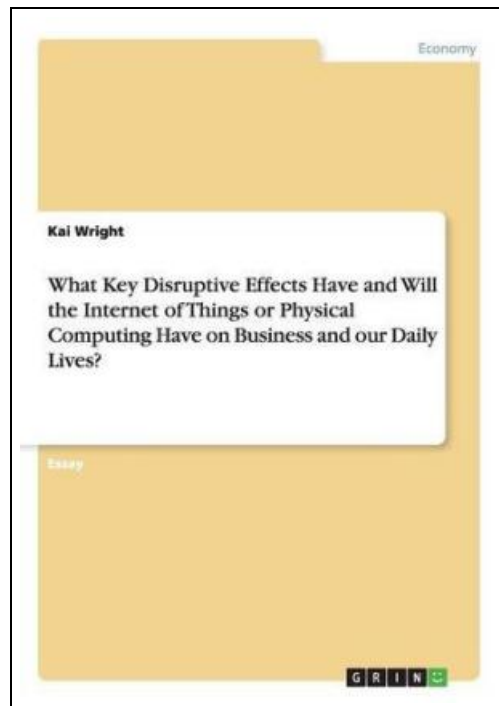 Economy
Kai Wright
What Key Disruptive Effects Have and Will
the Internet of Things or Physical
Computing Have on Business and our Daily
Lives?
Essay
GRIN